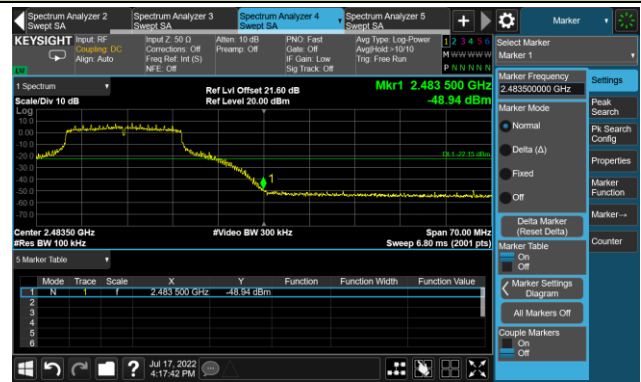 Spectrum Analyzer 2
Swept SA
Spectrum Analyzer 3
Swept SA
Spectrum Analyzer 4
Swept SA
Spectrum Analyzer 5
Swept SA
+
Marker
KEYSIGHT
Input: RF
Coupling: DC
Align: Auto
Input Z: 50 Ω
Corrections: Off
Freq Ref: Int (S)
NFE: Off
Atten: 10 dB
Preamp: Off
PNO: Fast
Gate: Off
IF Gain: Low
Sig Track: Off
Avg Type: Log-Power
Avg|Hold:>10/10
Trig: Free Run
1 2 3 4 5 6
M W W W W W
P N N N N N
LW
Select Marker
Marker 1
1 Spectrum
Scale/Div 10 dB
Ref Lvl Offset 21.60 dB
Ref Level 20.00 dBm
Mkr1 2.483 500 GHz
-48.94 dBm
Log
10.0
0.00
-10.0
-20.0
-30.0
-40.0
-50.0
-60.0
-70.0
DL1 -22.15 dBm
1
Center 2.48350 GHz
#Res BW 100 kHz
#Video BW 300 kHz
Span 70.00 MHz
Sweep 6.80 ms (2001 pts)
5 Marker Table
Mode Trace Scale X Y Function Function Width Function Value
1 N 1 f 2.483 500 GHz -48.94 dBm
2
3
4
5
6
Marker Frequency
2.483500000 GHz
Marker Mode
Normal
Delta (Δ)
Fixed
Off
Delta Marker
(Reset Delta)
Marker Table
On
Off
Marker Settings
Diagram
All Markers Off
Couple Markers
On
Off
Settings
Peak
Search
Pk Search
Config
Properties
Marker
Function
Marker→
Counter
?
Jul 17, 2022
4:17:42 PM